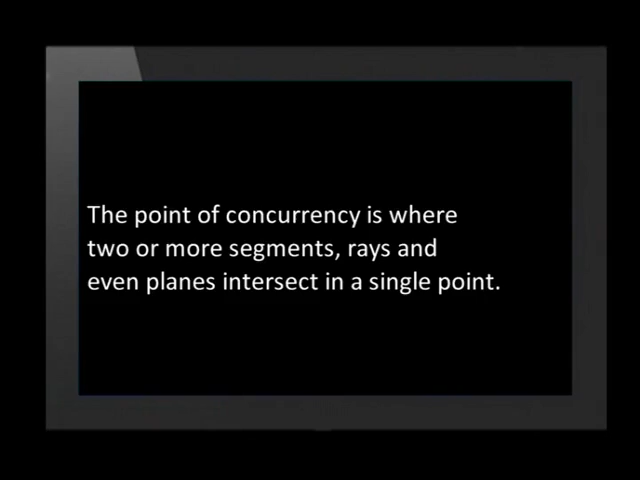 The point of concurrency is where
two or more segments, rays and
even planes intersect in a single point.